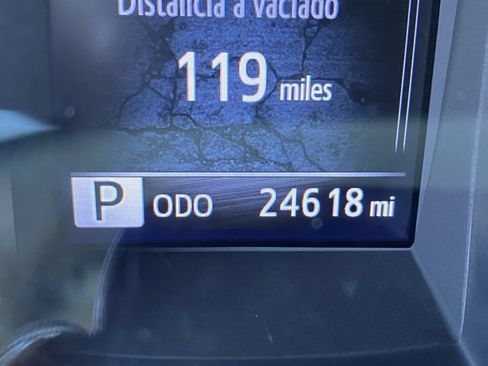 Distancia a vaciado
119 miles
P ODO 24618 mi